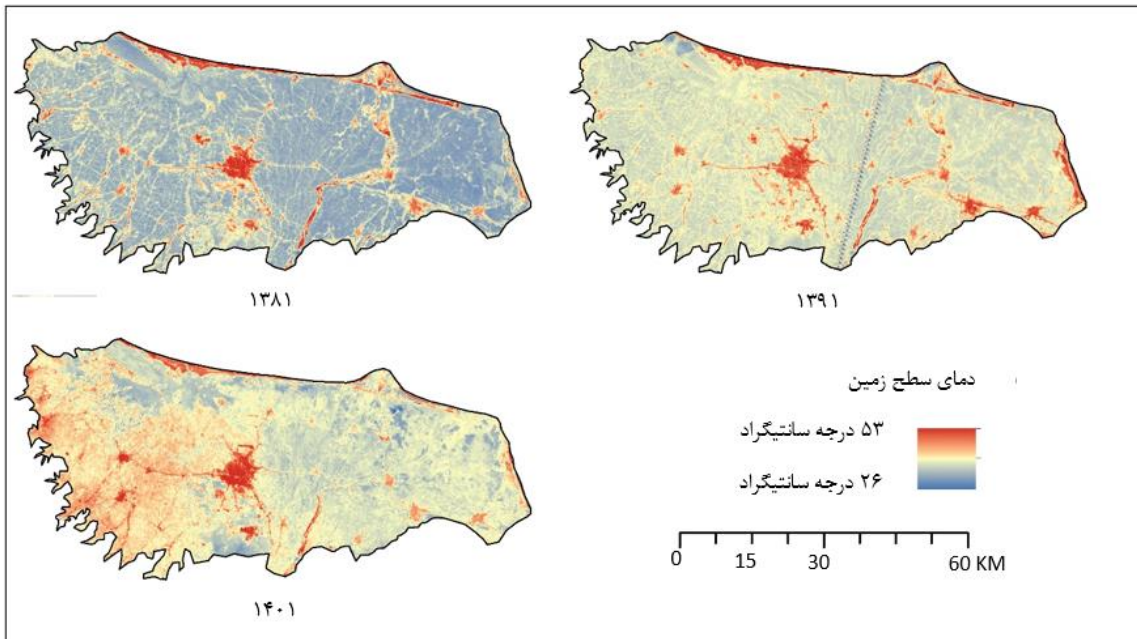 ۱۳۸۱
۱۳۹۱
۱۴۰۱
دمای سطح زمین
۵۳ درجه سانتیگراد
۲۶ درجه سانتیگراد
0 15 30 60 KM